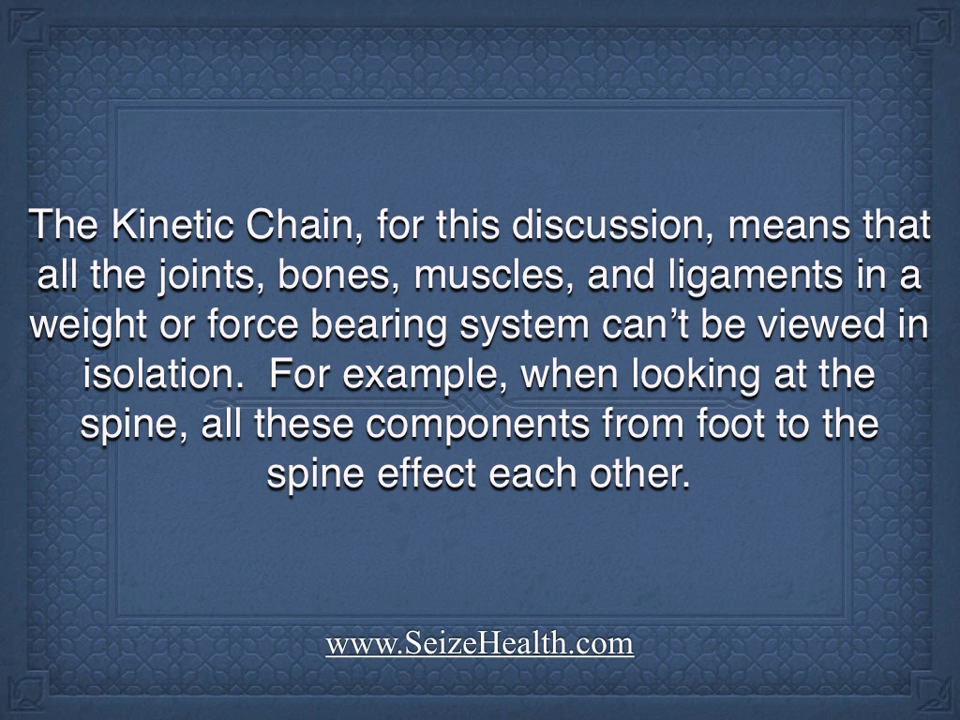 The Kinetic Chain, for this discussion, means that
all the joints, bones, muscles, and ligaments in a
weight or force bearing system can’t be viewed in
isolation.  For example, when looking at the
spine, all these components from foot to the
spine effect each other.
www.SeizeHealth.com